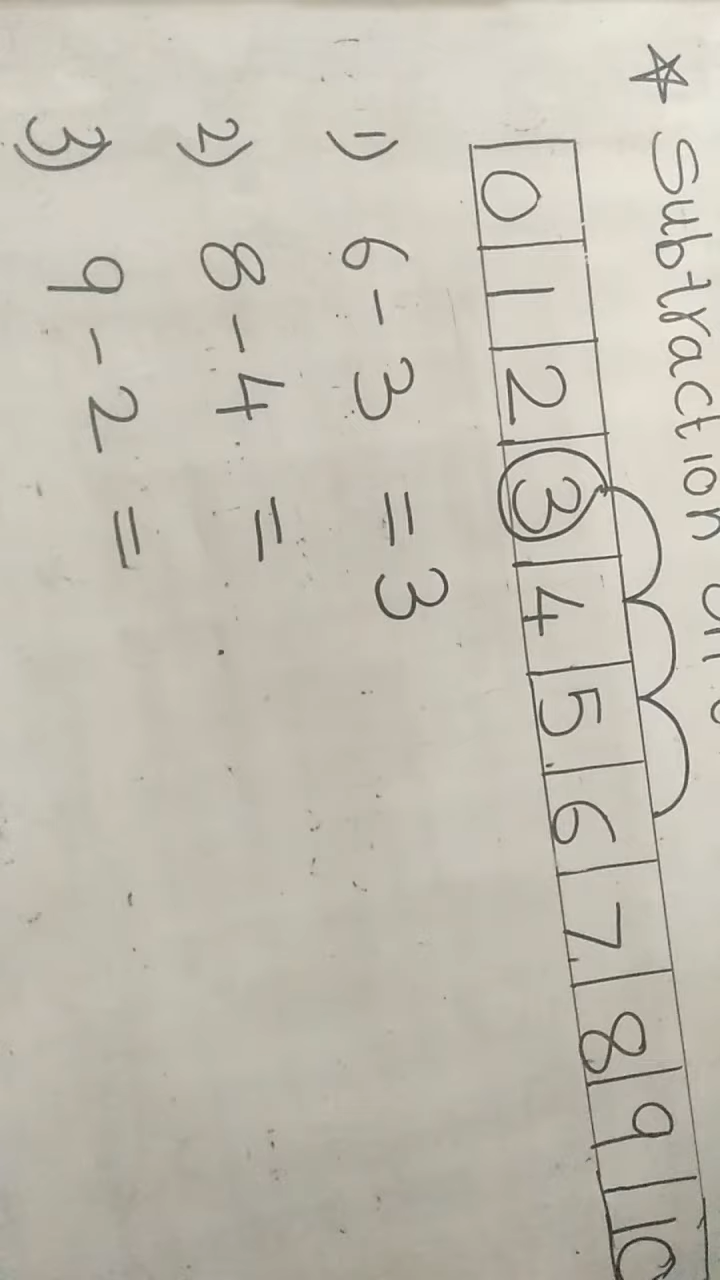 ☆ Subtraction on
0 1 2 3 4 5 6 7 8 9 10
1) 6 - 3 = 3
2) 8 - 4 =
3) 9 - 2 =